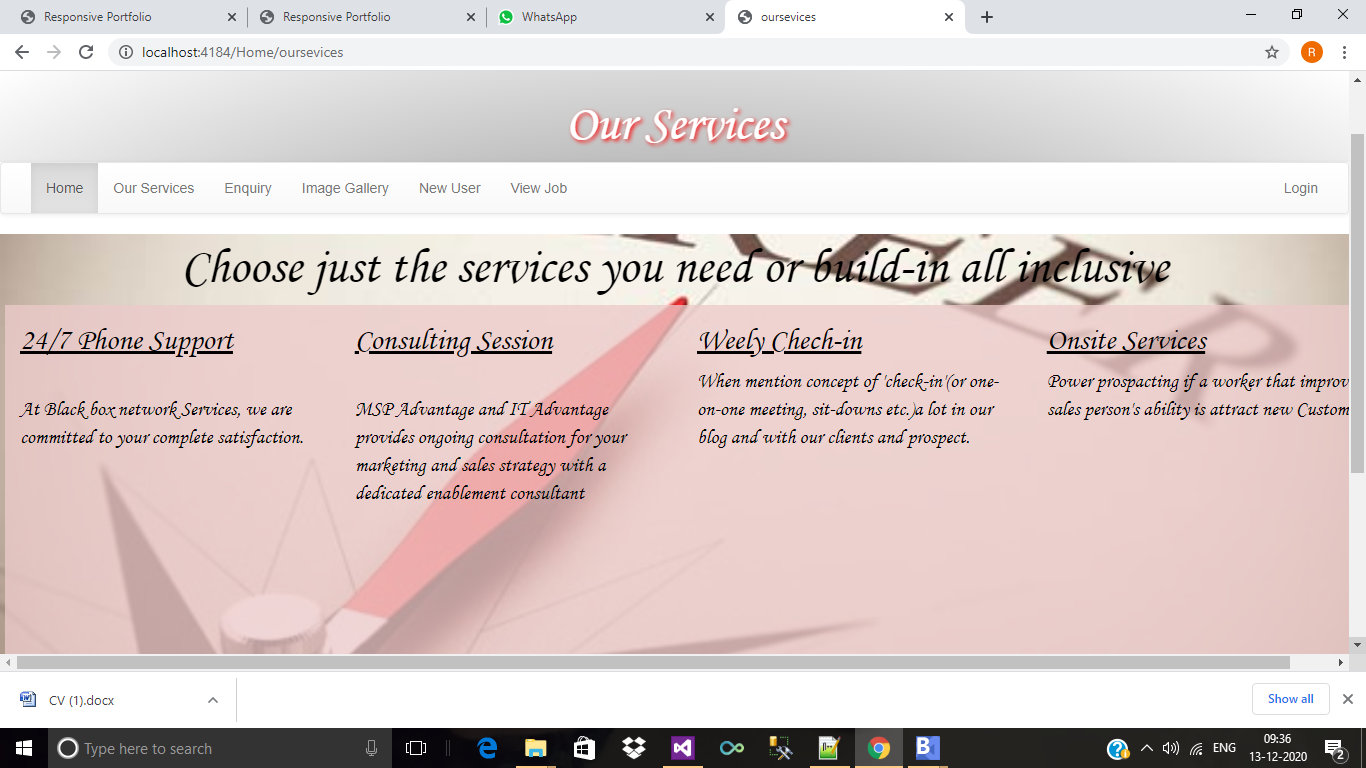 Responsive Portfolio
Responsive Portfolio
WhatsApp
oursevices
localhost:4184/Home/oursevices
R
Our Services
Home Our Services Enquiry Image Gallery New User View Job Login
Choose just the services you need or build-in all inclusive
24/7 Phone Support
At Black box network Services, we are
committed to your complete satisfaction.
Consulting Session
MSP Advantage and IT Advantage
provides ongoing consultation for your
marketing and sales strategy with a
dedicated enablement consultant
Weely Chech-in
When mention concept of 'check-in'(or one-
on-one meeting, sit-downs etc.)a lot in our
blog and with our clients and prospect.
Onsite Services
Power prospacting if a worker that improv
sales person's ability is attract new Custom
CV (1).docx
Show all
Type here to search
ENG
09:36
13-12-2020
2